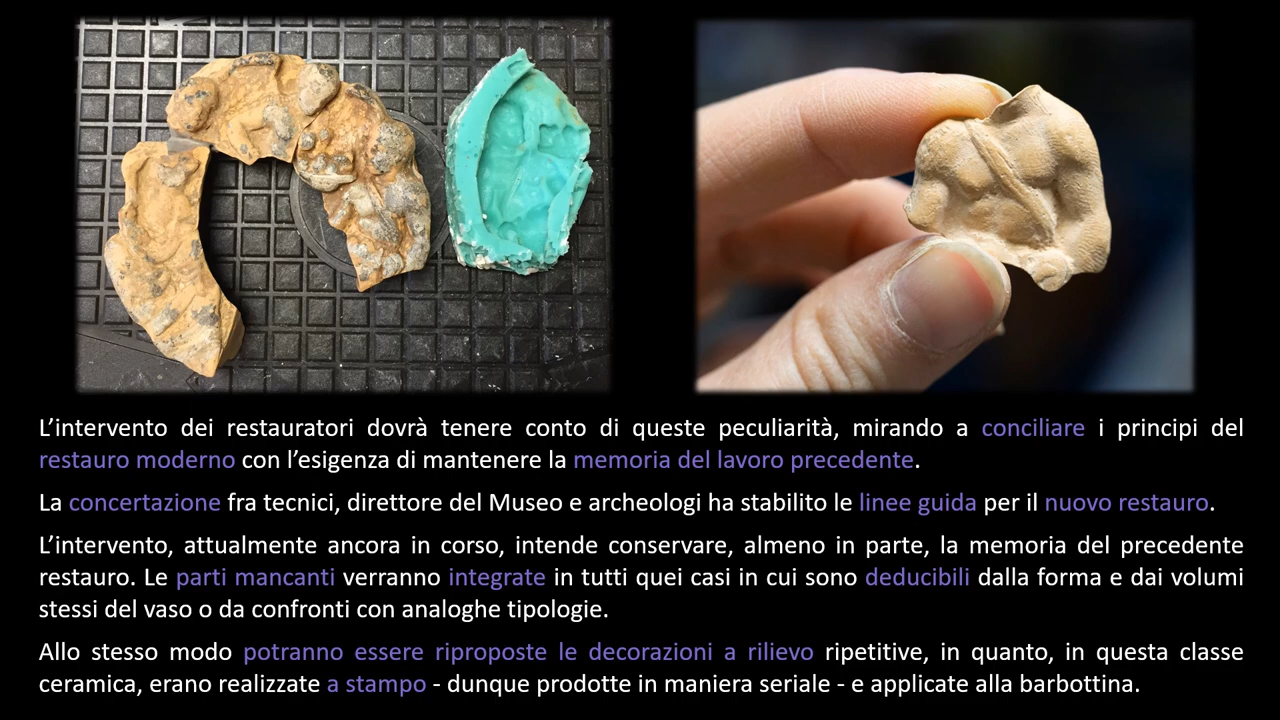 L’intervento dei restauratori dovrà tenere conto di queste peculiarità, mirando a conciliare i principi del
restauro moderno con l’esigenza di mantenere la memoria del lavoro precedente.
La concertazione fra tecnici, direttore del Museo e archeologi ha stabilito le linee guida per il nuovo restauro.
L’intervento, attualmente ancora in corso, intende conservare, almeno in parte, la memoria del precedente
restauro. Le parti mancanti verranno integrate in tutti quei casi in cui sono deducibili dalla forma e dai volumi
stessi del vaso o da confronti con analoghe tipologie.
Allo stesso modo potranno essere riproposte le decorazioni a rilievo ripetitive, in quanto, in questa classe
ceramica, erano realizzate a stampo - dunque prodotte in maniera seriale - e applicate alla barbottina.